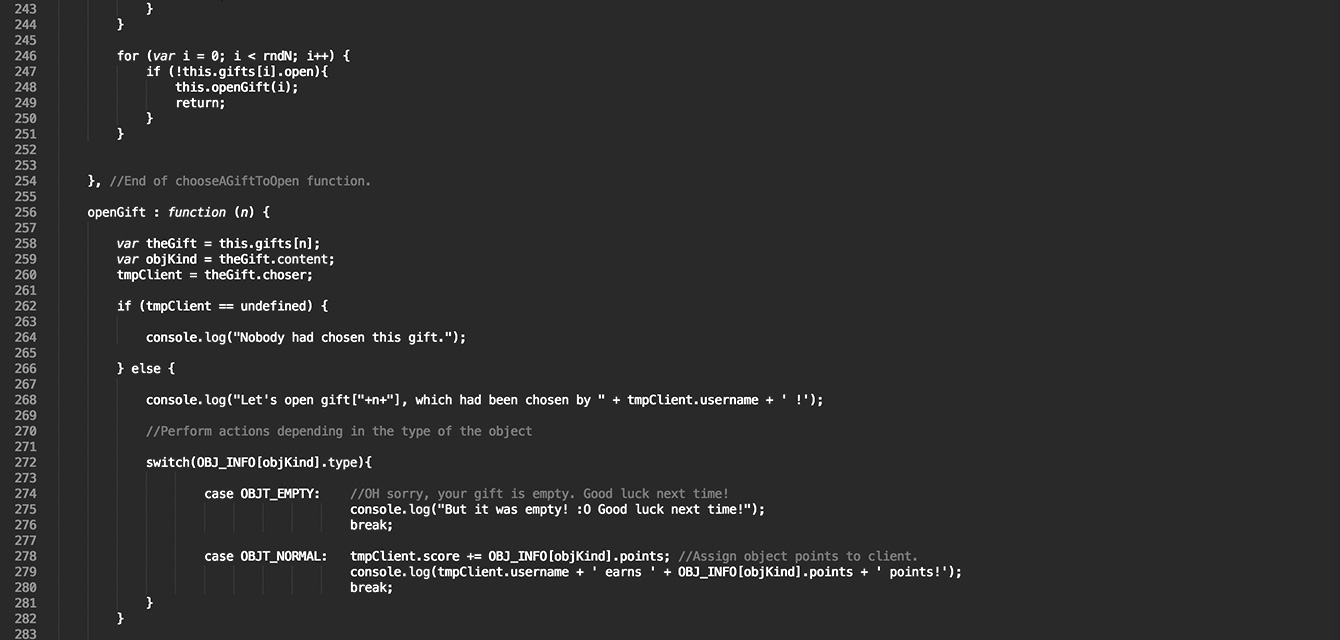 243 }
244 }
245
246 for (var i = 0; i < rndN; i++) {
247 if (!this.gifts[i].open){
248 this.openGift(i);
249 return;
250 }
251 }
252
253
254 }, //End of chooseAGiftToOpen function.
255
256 openGift : function (n) {
257
258 var theGift = this.gifts[n];
259 var objKind = theGift.content;
260 tmpClient = theGift.choser;
261
262 if (tmpClient == undefined) {
263
264 console.log("Nobody had chosen this gift.");
265
266 } else {
267
268 console.log("Let's open gift["+n+"], which had been chosen by " + tmpClient.username + ' !');
269
270 //Perform actions depending in the type of the object
271
272 switch(OBJ_INFO[objKind].type){
273
274 case OBJT_EMPTY: //OH sorry, your gift is empty. Good luck next time!
275 console.log("But it was empty! :O Good luck next time!");
276 break;
277
278 case OBJT_NORMAL: tmpClient.score += OBJ_INFO[objKind].points; //Assign object points to client.
279 console.log(tmpClient.username + ' earns ' + OBJ_INFO[objKind].points + ' points!');
280 break;
281 }
282 }
283